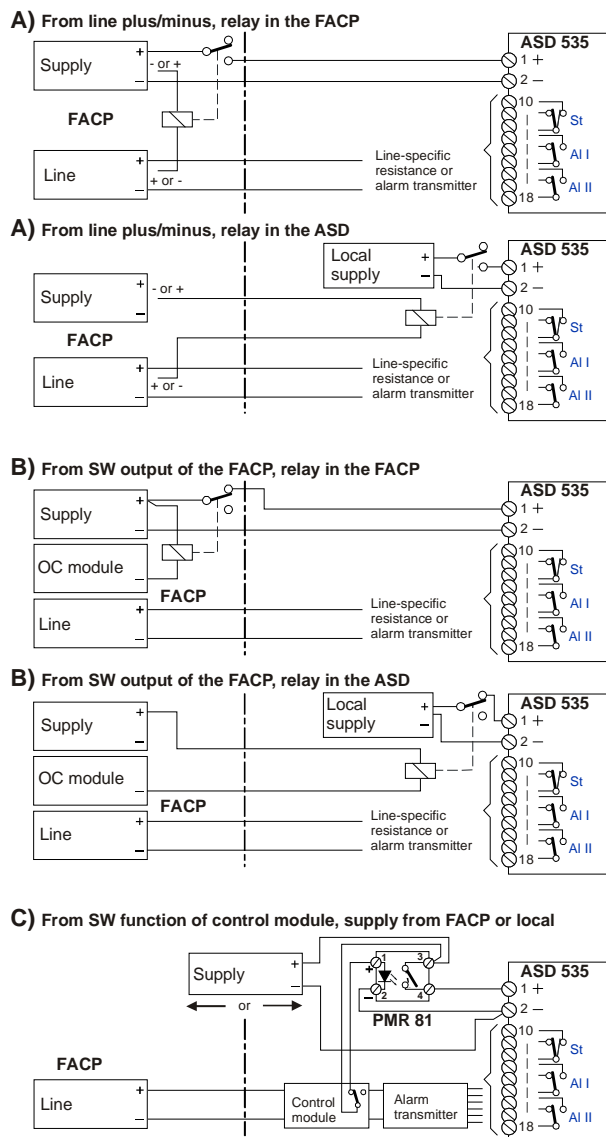 A) From line plus/minus, relay in the FACP
ASD 535
Supply
+
–
- or +
1 +
2 –
FACP
10
St
Al I
Al II
18
Line
+
–
+ or -
Line-specific
resistance or
alarm transmitter
A) From line plus/minus, relay in the ASD
ASD 535
Local
supply
+
–
1 +
2 –
Supply
+
–
- or +
FACP
10
St
Al I
Al II
18
Line
+
–
+ or -
Line-specific
resistance or
alarm transmitter
B) From SW output of the FACP, relay in the FACP
ASD 535
Supply
+
–
1 +
2 –
OC module
–
FACP
10
St
Al I
Al II
18
Line
+
–
Line-specific
resistance or
alarm transmitter
B) From SW output of the FACP, relay in the ASD
ASD 535
Local
supply
+
–
1 +
2 –
Supply
+
–
OC module
–
FACP
10
St
Al I
Al II
18
Line
+
–
Line-specific
resistance or
alarm transmitter
C) From SW function of control module, supply from FACP or local
Supply
+
–
or
1
3
+
–
2
4
PMR 81
ASD 535
1 +
2 –
10
St
Al I
Al II
18
FACP
Line
+
–
Control
module
Alarm
transmitter